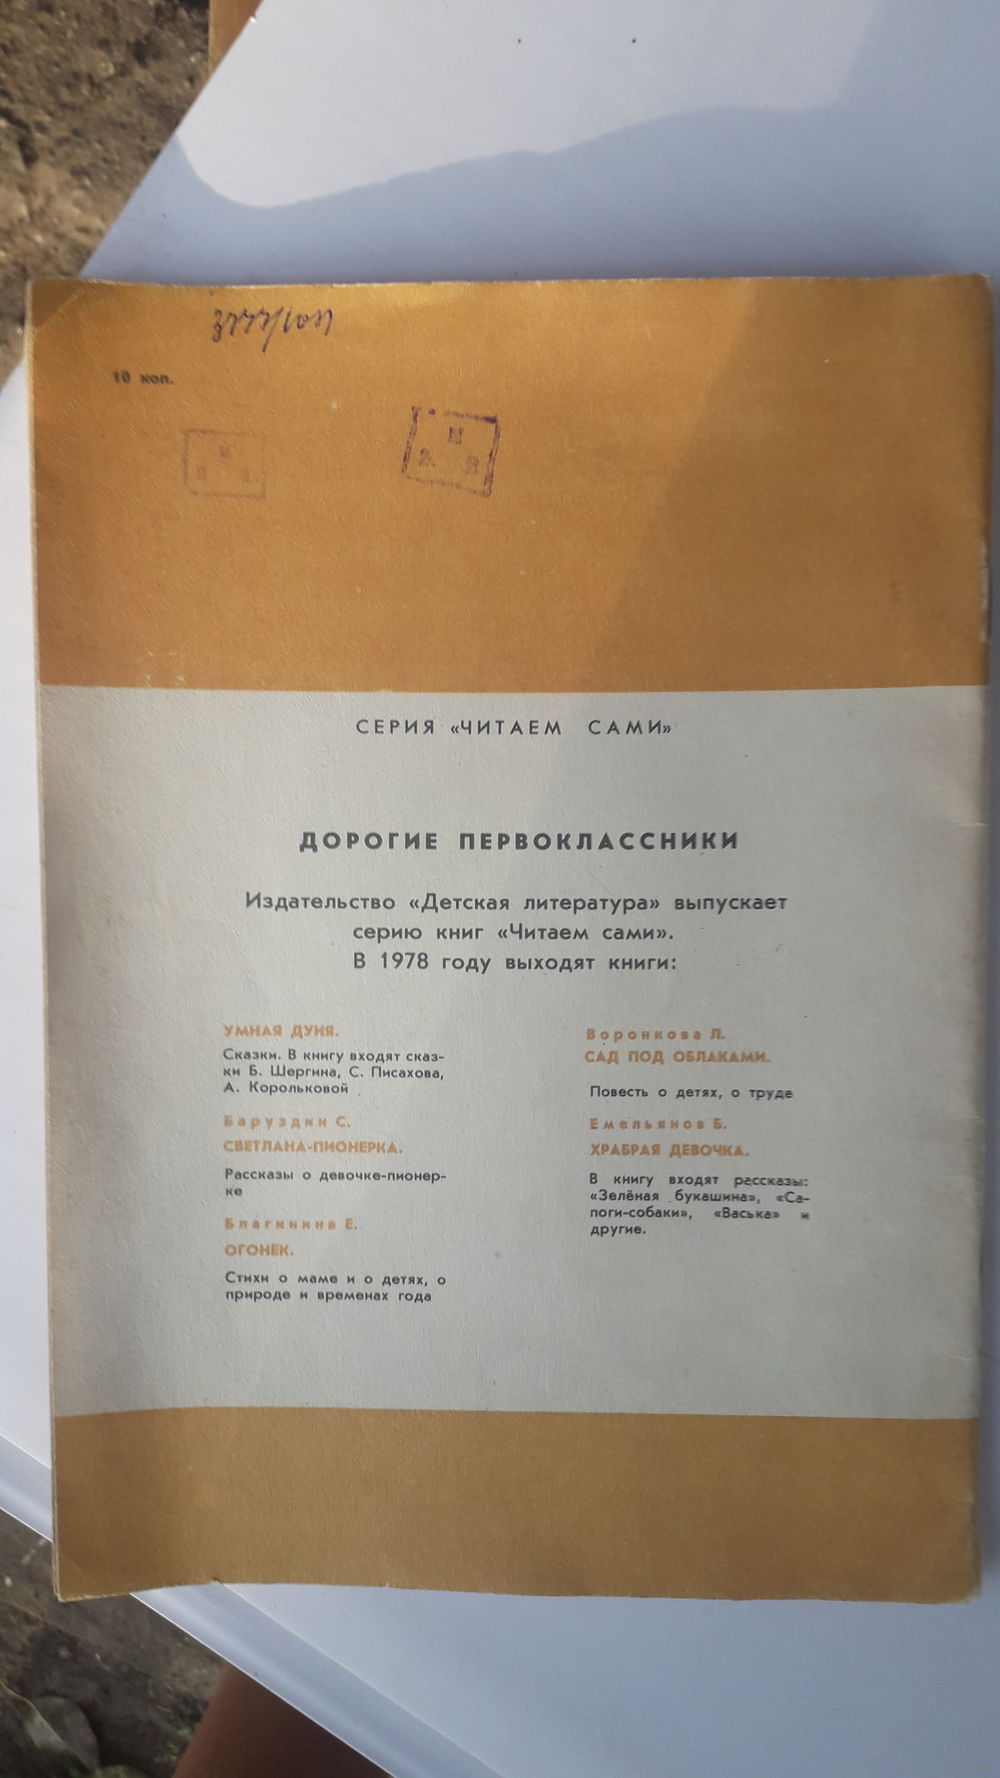 10 коп.
СЕРИЯ «ЧИТАЕМ САМИ»
ДОРОГИЕ ПЕРВОКЛАССНИКИ
Издательство «Детская литература» выпускает
серию книг «Читаем сами».
В 1978 году выходят книги:
УМНАЯ ДУНЯ.
Сказки. В книгу входят сказ-
ки Б. Шергина, С. Писахова,
А. Корольковой
Баруздин С.
СВЕТЛАНА-ПИОНЕРКА.
Рассказы о девочке-пионер-
ке
Благинина Е.
ОГОНЕК.
Стихи о маме и о детях, о
природе и временах года
Воронкова Л.
САД ПОД ОБЛАКАМИ.
Повесть о детях, о труде
Емельянов Б.
ХРАБРАЯ ДЕВОЧКА.
В книгу входят рассказы:
«Зелёная букашина», «Са-
поги-собаки», «Васька» и
другие.